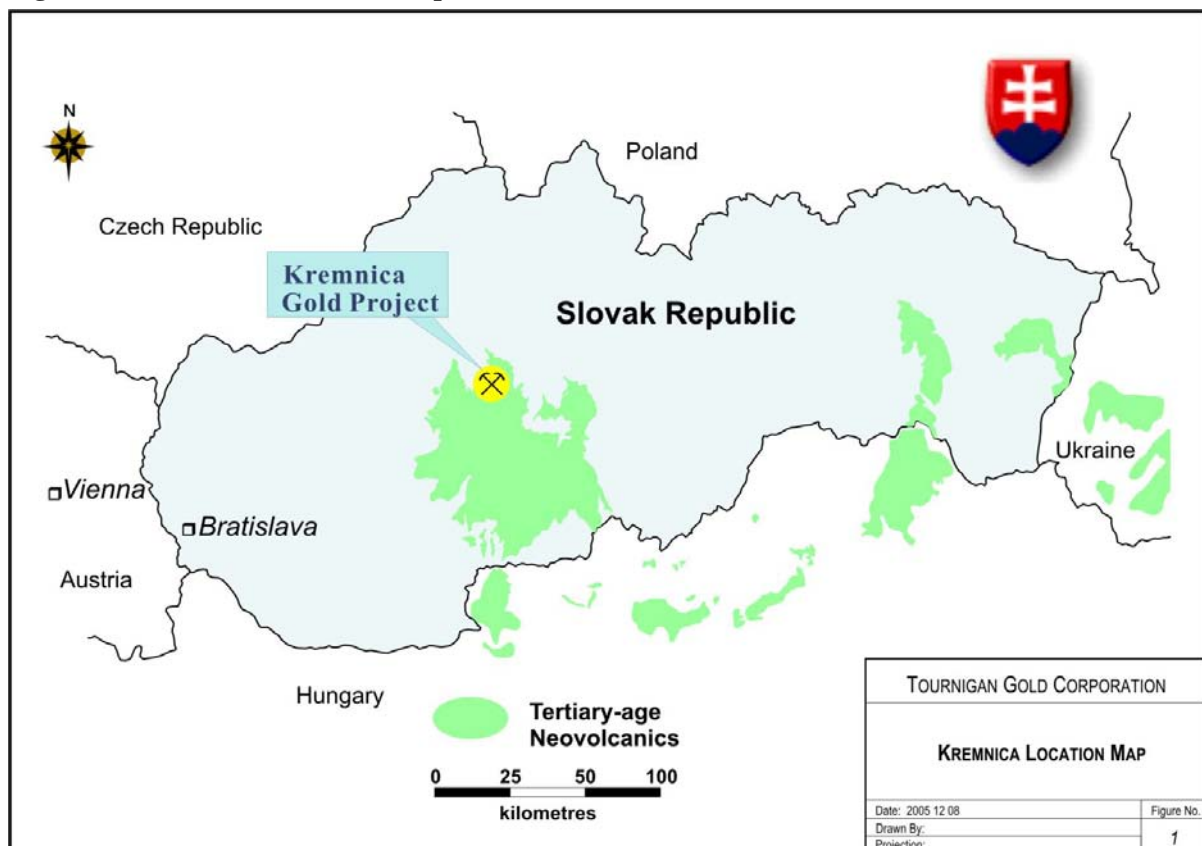 N
Poland
Czech Republic
Kremnica
Gold Project
Slovak Republic
Ukraine
Vienna
Bratislava
Austria
Hungary
Tertiary-age
Neovolcanics
0 25 50 100
kilometres
TOURNIGAN GOLD CORPORATION
KREMNICA LOCATION MAP
Date: 2005 12 08
Figure No.
Drawn By:
1
Projection: